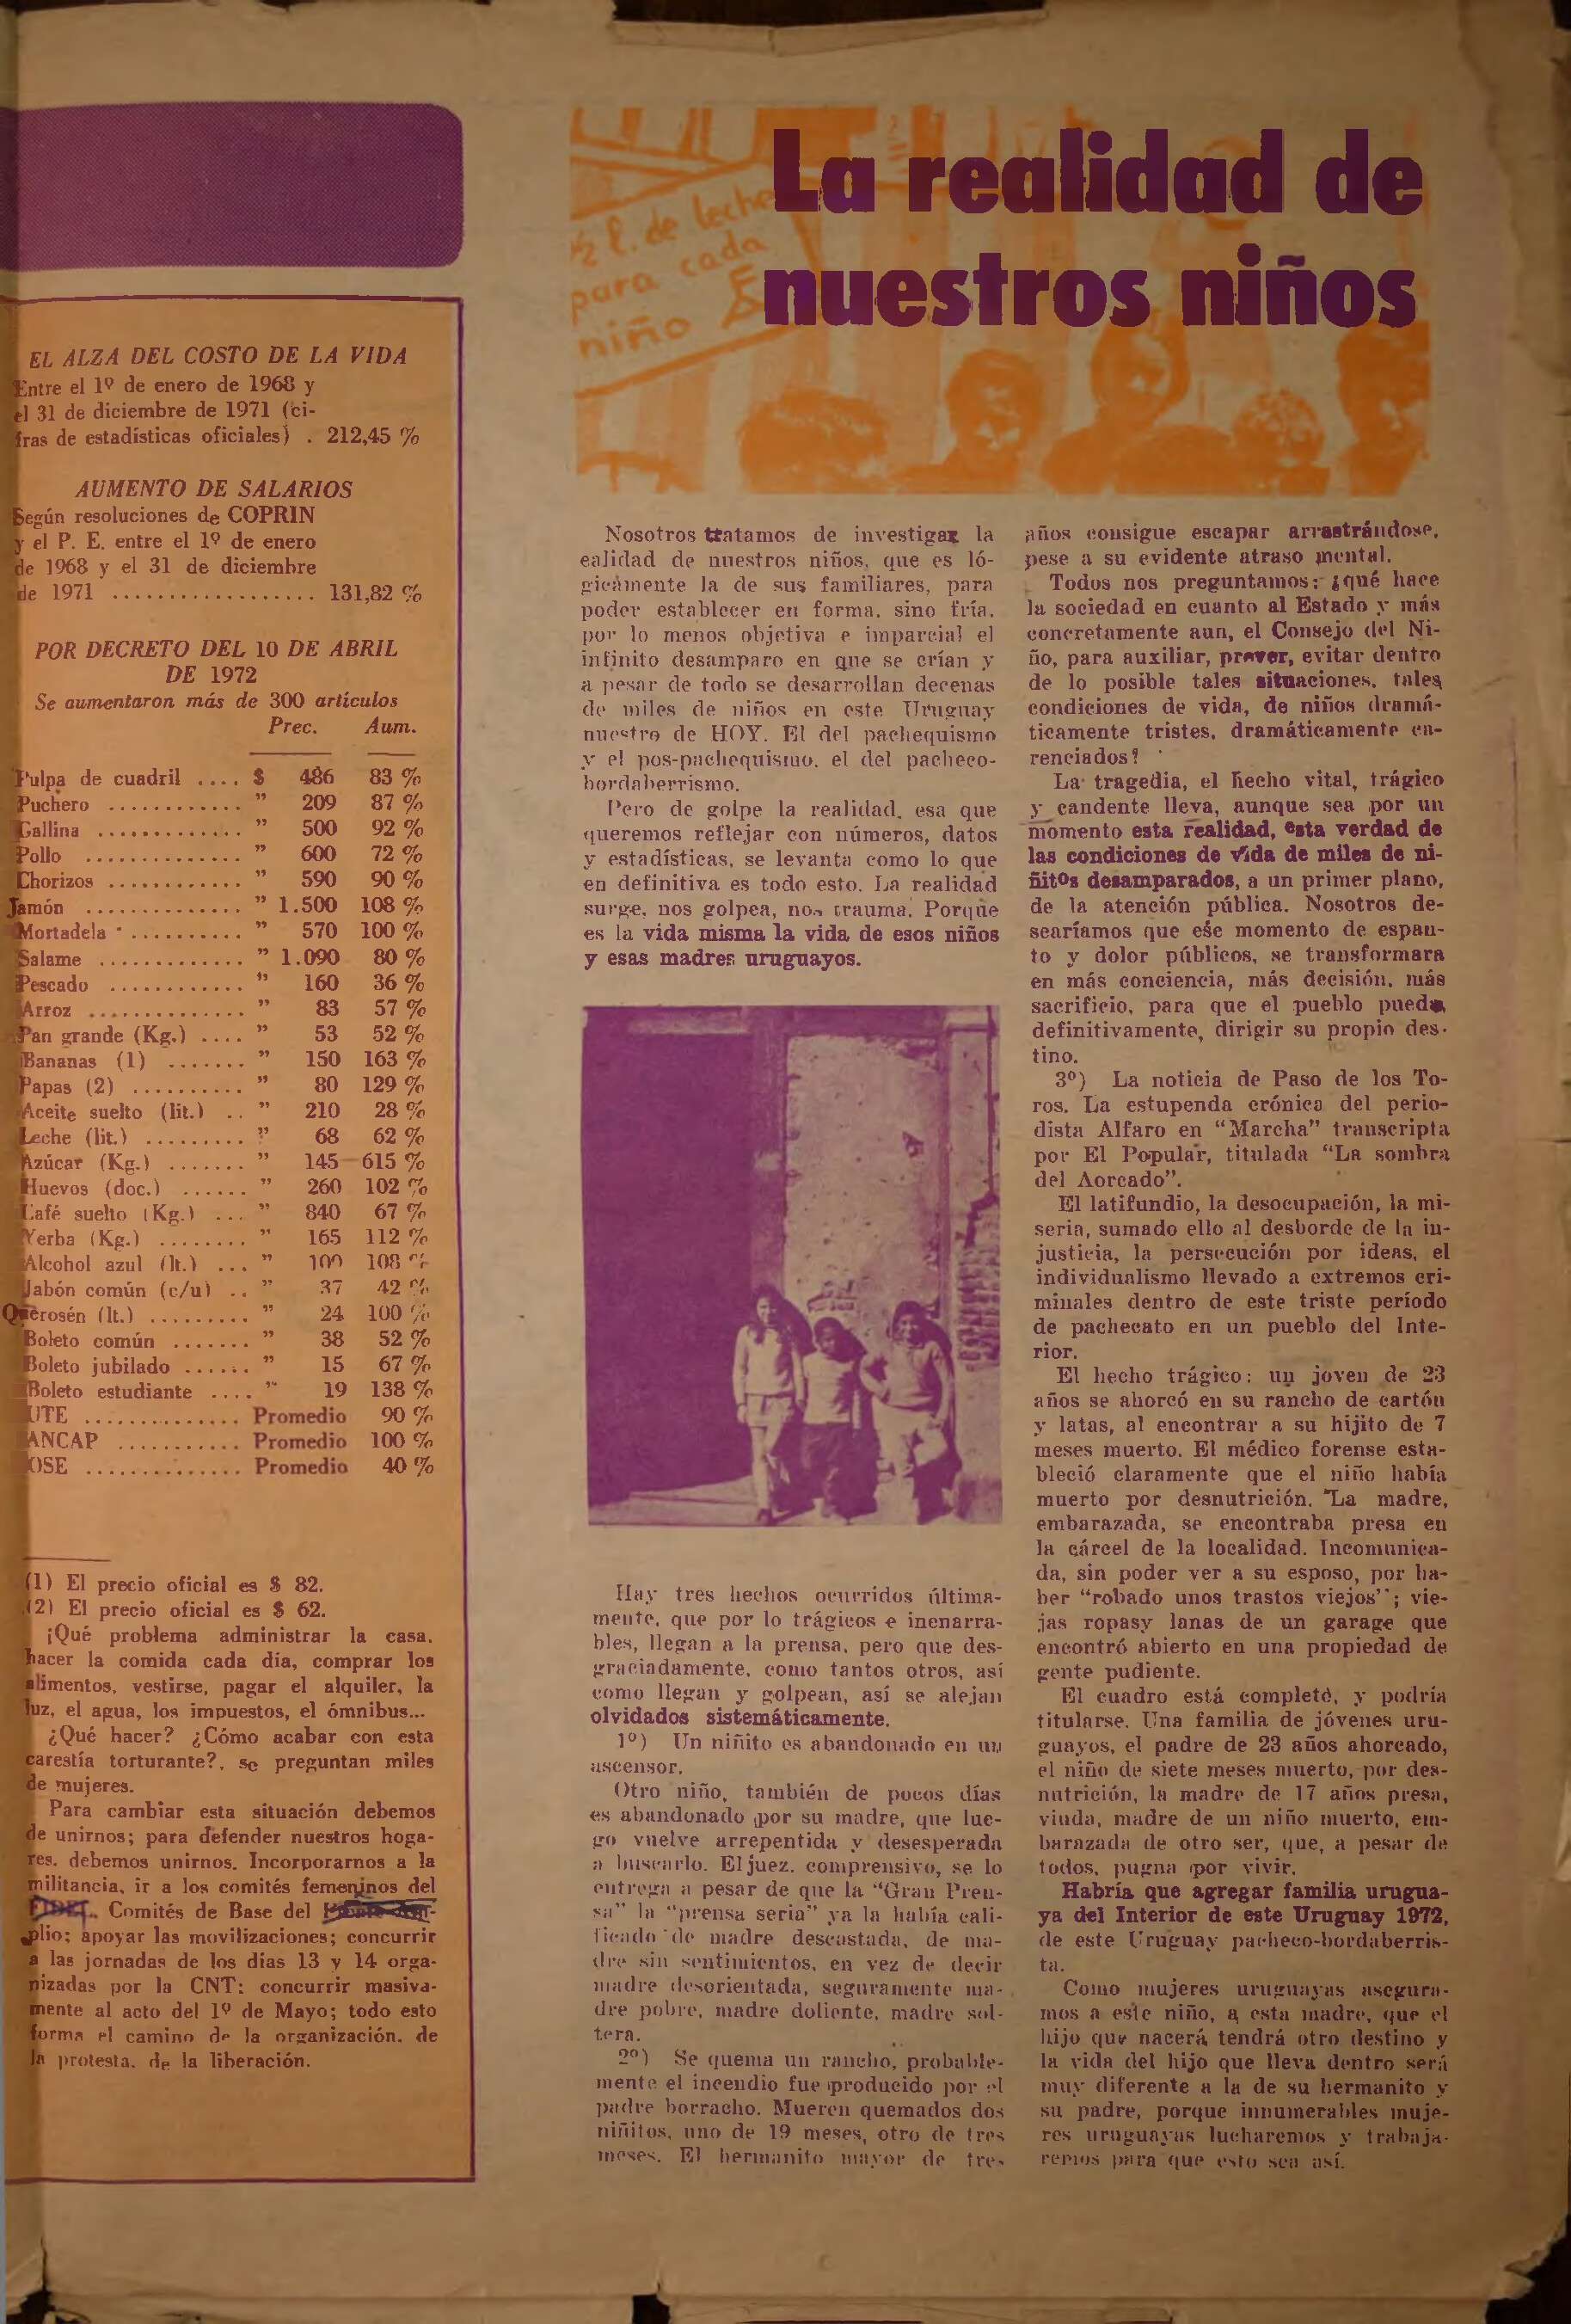 EL ALZA DEL COSTO DE LA VIDA
Entre el 1º de enero de 1968 y
el 31 de diciembre de 1971 (ci-
fras de estadísticas oficiales) . 212,45 %
AUMENTO DE SALARIOS
Según resoluciones de COPRIN
y el P. E. entre el 1º de enero
de 1968 y el 31 de diciembre
de 1971 .................. 131,82 %
POR DECRETO DEL 10 DE ABRIL
DE 1972
Se aumentaron más de 300 artículos
Prec. Aum.
Pulpa de cuadril .... $ 486 83 %
Puchero ............ " 209 87 %
Gallina ............. " 500 92 %
Pollo .............. " 600 72 %
Chorizos ............ " 590 90 %
Jamón .............. " 1.500 108 %
Mortadela .......... " 570 100 %
Salame ............. " 1.090 80 %
Pescado ............ " 160 36 %
Arroz .............. " 83 57 %
Pan grande (Kg.) .... " 53 52 %
Bananas (1) ....... " 150 163 %
Papas (2) .......... " 80 129 %
Aceite suelto (lit.) .. " 210 28 %
Leche (lit.) ......... " 68 62 %
Azúcar (Kg.) ....... " 145 615 %
Huevos (doc.) ...... " 260 102 %
Café suelto (Kg.) ... " 840 67 %
Yerba (Kg.) ........ " 165 112 %
Alcohol azul (lt.) ... " 100 108 %
Jabón común (c/u) .. " 37 42 %
Querosén (lt.) ......... " 24 100 %
Boleto común ....... " 38 52 %
Boleto jubilado ...... " 15 67 %
Boleto estudiante .... " 19 138 %
UTE .............. Promedio 90 %
ANCAP ........... Promedio 100 %
OSE .............. Promedio 40 %
(1) El precio oficial es $ 82.
(2) El precio oficial es $ 62.
¡Qué problema administrar la casa,
hacer la comida cada día, comprar los
alimentos, vestirse, pagar el alquiler, la
luz, el agua, los impuestos, el ómnibus...
¿Qué hacer? ¿Cómo acabar con esta
carestía torturante?, se preguntan miles
de mujeres.
Para cambiar esta situación debemos
de unirnos; para defender nuestros hoga-
res, debemos unirnos. Incorporarnos a la
militancia, ir a los comités femeninos del
FIDEL, Comités de Base del Frente Am-
plio; apoyar las movilizaciones; concurrir
a las jornadas de los días 13 y 14 orga-
nizadas por la CNT; concurrir masiva-
mente al acto del 1º de Mayo; todo esto
forma el camino de la organización, de
la protesta, de la liberación.
La realidad de
nuestros niños
½ l. de leche
para cada
niño
Nosotros tratamos de investigar la
ealidad de nuestros niños, que es ló-
gicamente la de sus familiares, para
poder establecer en forma, sino fría,
por lo menos objetiva e imparcial el
infinito desamparo en que se crían y
a pesar de todo se desarrollan decenas
de miles de niños en este Uruguay
nuestro de HOY. El del pachequismo
y el pos-pachequismo, el del pacheco-
bordaberrismo.
Pero de golpe la realidad, esa que
queremos reflejar con números, datos
y estadísticas, se levanta como lo que
en definitiva es todo esto. La realidad
surge, nos golpea, nos trauma. Porque
es la vida misma la vida de esos niños
y esas madres uruguayos.
Hay tres hechos ocurridos última-
mente, que por lo trágicos e inenarra-
bles, llegan a la prensa, pero que des-
graciadamente, como tantos otros, así
como llegan y golpean, así se alejan
olvidados sistemáticamente.
1º) Un niñito es abandonado en un
ascensor.
Otro niño, también de pocos días
es abandonado por su madre, que lue-
go vuelve arrepentida y desesperada
a buscarlo. El juez, comprensivo, se lo
entrega a pesar de que la "Gran Pren-
sa" la "prensa seria" ya la había cali-
ficado de madre descastada, de ma-
dre sin sentimientos, en vez de decir
madre desorientada, seguramente ma-
dre pobre, madre doliente, madre sol-
tera.
2º) Se quema un rancho, probable-
mente el incendio fue producido por el
padre borracho. Mueren quemados dos
niñitos, uno de 19 meses, otro de tres
meses. El hermanito mayor de tres
años consigue escapar arrastrándose,
pese a su evidente atraso mental.
Todos nos preguntamos: ¿qué hace
la sociedad en cuanto al Estado y más
concretamente aun, el Consejo del Ni-
ño, para auxiliar, prever, evitar dentro
de lo posible tales situaciones, tales
condiciones de vida, de niños dramá-
ticamente tristes, dramáticamente ca-
renciados?
La tragedia, el hecho vital, trágico
y candente lleva, aunque sea por un
momento esta realidad, esta verdad de
las condiciones de vida de miles de ni-
ñitos desamparados, a un primer plano,
de la atención pública. Nosotros de-
searíamos que ese momento de espan-
to y dolor públicos, se transformara
en más conciencia, más decisión, más
sacrificio, para que el pueblo pueda,
definitivamente, dirigir su propio des-
tino.
3º) La noticia de Paso de los To-
ros. La estupenda crónica del perio-
dista Alfaro en "Marcha" transcripta
por El Popular, titulada "La sombra
del Aorcado".
El latifundio, la desocupación, la mi-
seria, sumado ello al desborde de la in-
justicia, la persecución por ideas, el
individualismo llevado a extremos cri-
minales dentro de este triste período
de pachecato en un pueblo del Inte-
rior.
El hecho trágico: un joven de 23
años se ahorcó en su rancho de cartón
y latas, al encontrar a su hijito de 7
meses muerto. El médico forense esta-
bleció claramente que el niño había
muerto por desnutrición. La madre,
embarazada, se encontraba presa en
la cárcel de la localidad. Incomunica-
da, sin poder ver a su esposo, por ha-
ber "robado unos trastos viejos"; vie-
jas ropasy lanas de un garage que
encontró abierto en una propiedad de
gente pudiente.
El cuadro está completo, y podría
titularse. Una familia de jóvenes uru-
guayos, el padre de 23 años ahorcado,
el niño de siete meses muerto, por des-
nutrición, la madre de 17 años presa,
viuda, madre de un niño muerto, em-
barazada de otro ser, que, a pesar de
todos, pugna por vivir.
Habría que agregar familia urugua-
ya del Interior de este Uruguay 1972,
de este Uruguay pacheco-bordaberris-
ta.
Como mujeres uruguayas asegura-
mos a este niño, a esta madre, que el
hijo que nacerá tendrá otro destino y
la vida del hijo que lleva dentro será
muy diferente a la de su hermanito y
su padre, porque innumerables muje-
res uruguayas lucharemos y trabaja-
remos para que esto sea así.